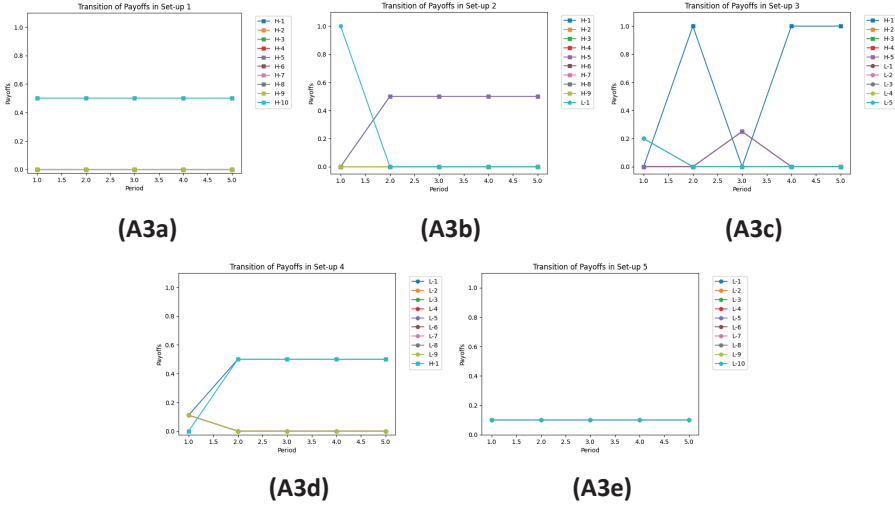 Transition of Payoffs in Set-up 1
1.0
0.8
0.6
0.4
0.2
0.0
Payoffs
1.0 1.5 2.0 2.5 3.0 3.5 4.0 4.5 5.0
Period
H-1
H-2
H-3
H-4
H-5
H-6
H-7
H-8
H-9
H-10
(A3a)
Transition of Payoffs in Set-up 2
1.0
0.8
0.6
0.4
0.2
0.0
Payoffs
1.0 1.5 2.0 2.5 3.0 3.5 4.0 4.5 5.0
Period
H-1
H-2
H-3
H-4
H-5
H-6
H-7
H-8
H-9
L-1
(A3b)
Transition of Payoffs in Set-up 3
1.0
0.8
0.6
0.4
0.2
0.0
Payoffs
1.0 1.5 2.0 2.5 3.0 3.5 4.0 4.5 5.0
Period
H-1
H-2
H-3
H-4
H-5
L-1
L-2
L-3
L-4
L-5
(A3c)
Transition of Payoffs in Set-up 4
1.0
0.8
0.6
0.4
0.2
0.0
Payoffs
1.0 1.5 2.0 2.5 3.0 3.5 4.0 4.5 5.0
Period
L-1
L-2
L-3
L-4
L-5
L-6
L-7
L-8
L-9
H-1
(A3d)
Transition of Payoffs in Set-up 5
1.0
0.8
0.6
0.4
0.2
0.0
Payoffs
1.0 1.5 2.0 2.5 3.0 3.5 4.0 4.5 5.0
Period
L-1
L-2
L-3
L-4
L-5
L-6
L-7
L-8
L-9
L-10
(A3e)